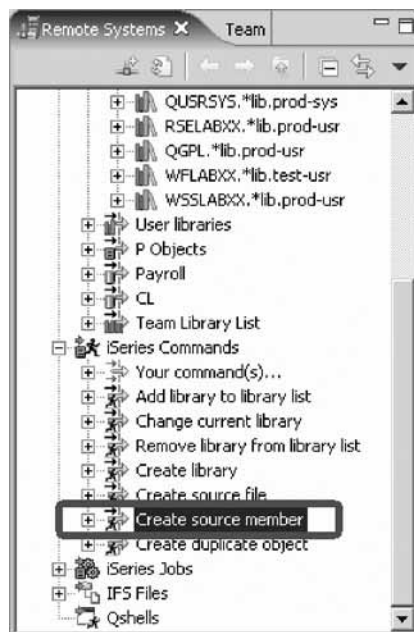 Remote Systems Team
QUSRSYS.*lib.prod-sys
RSELABXX.*lib.prod-usr
QGPL.*lib.prod-usr
WFLABXX.*lib.test-usr
WSSLABXX.*lib.prod-usr
User libraries
P Objects
Payroll
CL
Team Library List
iSeries Commands
Your command(s)...
Add library to library list
Change current library
Remove library from library list
Create library
Create source file
Create source member
Create duplicate object
iSeries Jobs
IFS Files
Qshells